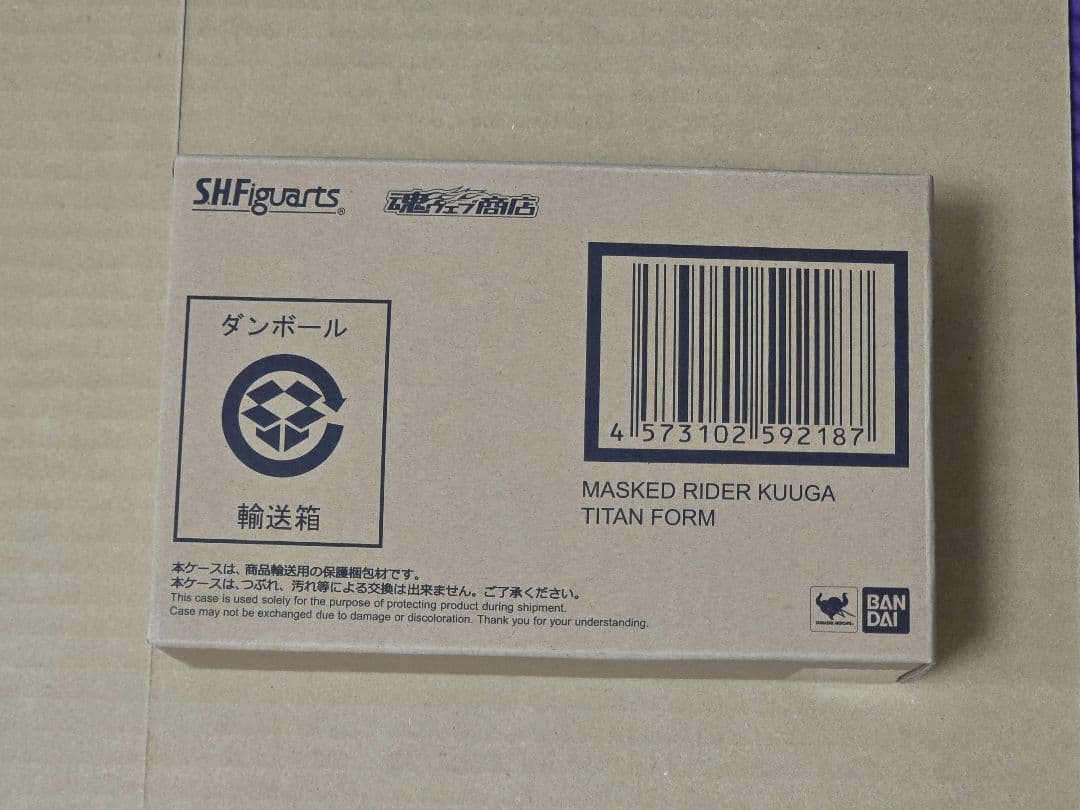 S.H.Figuarts®
魂ウェブ商店
ダンボール
輸送箱
4 573102 592187
MASKED RIDER KUUGA
TITAN FORM
本ケースは、商品輸送用の保護梱包材です。
本ケースは、つぶれ、汚れ等による交換は出来ません。ご了承ください。
This case is used solely for the purpose of protecting product during shipment.
Case may not be exchanged due to damage or discoloration. Thank you for your understanding.
BAN
DAI